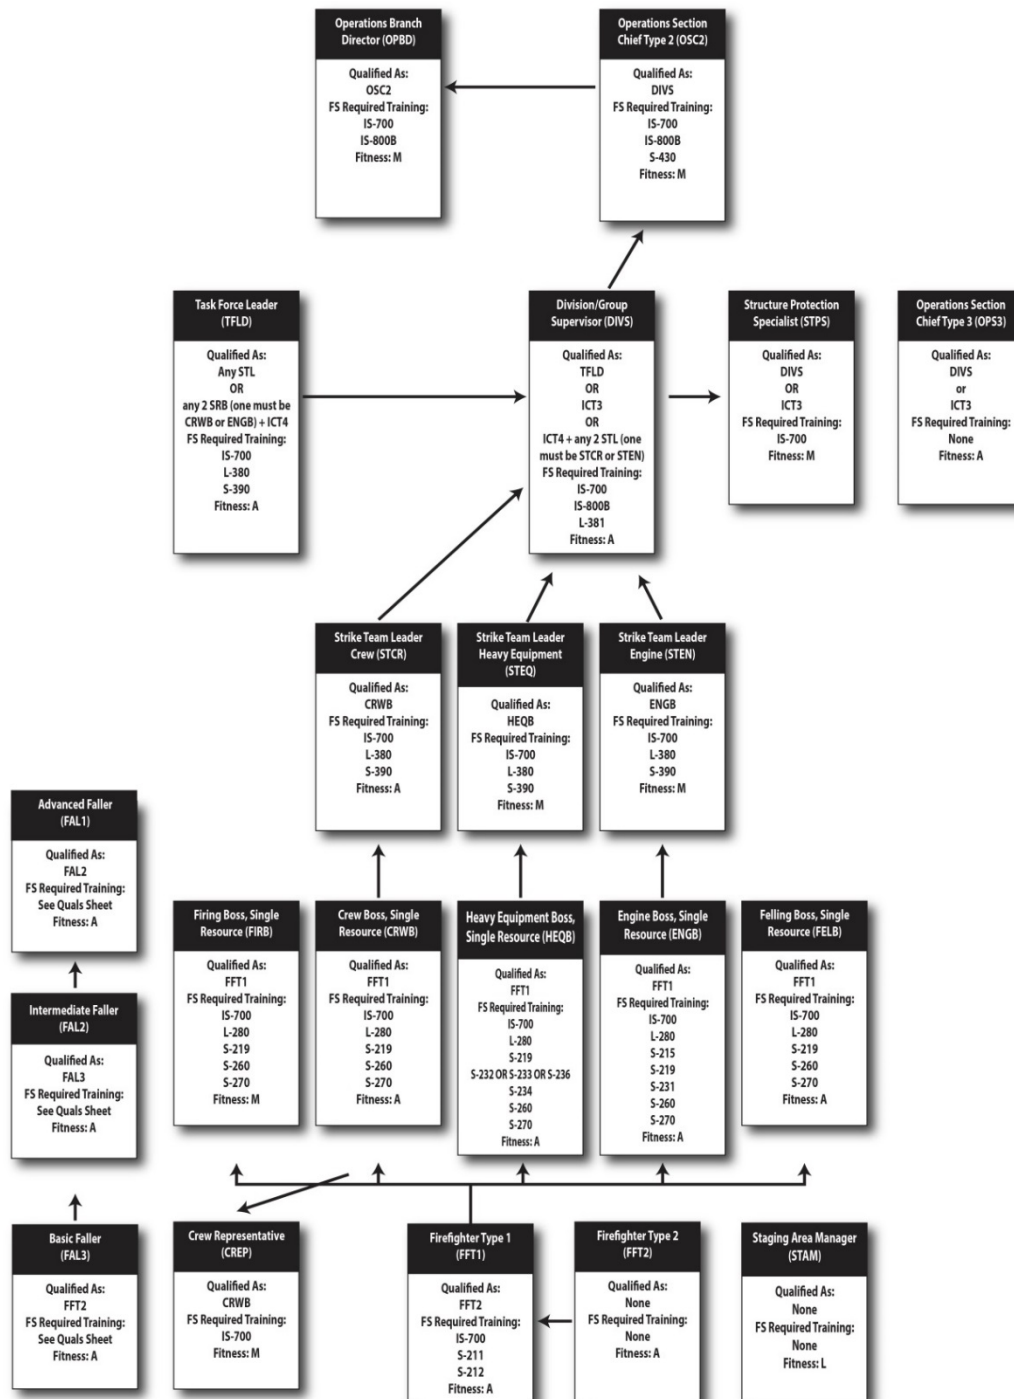 Operations Branch
Director (OPBD)
Qualified As:
OSC2
FS Required Training:
IS-700
IS-800B
Fitness: M
Operations Section
Chief Type 2 (OSC2)
Qualified As:
DIVS
FS Required Training:
IS-700
IS-800B
S-430
Fitness: M
Task Force Leader
(TFLD)
Qualified As:
Any STL
OR
any 2 SRB (one must be
CRWB or ENGB) + ICT4
FS Required Training:
IS-700
L-380
S-390
Fitness: A
Division/Group
Supervisor (DIVS)
Qualified As:
TFLD
OR
ICT3
OR
ICT4 + any 2 STL (one
must be STCR or STEN)
FS Required Training:
IS-700
IS-800B
L-381
Fitness: A
Structure Protection
Specialist (STPS)
Qualified As:
DIVS
OR
ICT3
FS Required Training:
IS-700
Fitness: M
Operations Section
Chief Type 3 (OPS3)
Qualified As:
DIVS
or
ICT3
FS Required Training:
None
Fitness: A
Strike Team Leader
Crew (STCR)
Qualified As:
CRWB
FS Required Training:
IS-700
L-380
S-390
Fitness: A
Strike Team Leader
Heavy Equipment
(STEQ)
Qualified As:
HEQB
FS Required Training:
IS-700
L-380
S-390
Fitness: M
Strike Team Leader
Engine (STEN)
Qualified As:
ENGB
FS Required Training:
IS-700
L-380
S-390
Fitness: M
Advanced Faller
(FAL1)
Qualified As:
FAL2
FS Required Training:
See Quals Sheet
Fitness: A
Intermediate Faller
(FAL2)
Qualified As:
FAL3
FS Required Training:
See Quals Sheet
Fitness: A
Firing Boss, Single
Resource (FIRB)
Qualified As:
FFT1
FS Required Training:
IS-700
L-280
S-219
S-260
S-270
Fitness: M
Crew Boss, Single
Resource (CRWB)
Qualified As:
FFT1
FS Required Training:
IS-700
L-280
S-219
S-260
S-270
Fitness: A
Heavy Equipment Boss,
Single Resource (HEQB)
Qualified As:
FFT1
FS Required Training:
IS-700
L-280
S-219
S-232 OR S-233 OR S-236
S-234
S-260
S-270
Fitness: A
Engine Boss, Single
Resource (ENGB)
Qualified As:
FFT1
FS Required Training:
IS-700
L-280
S-215
S-219
S-231
S-260
S-270
Fitness: A
Felling Boss, Single
Resource (FELB)
Qualified As:
FFT1
FS Required Training:
IS-700
L-280
S-219
S-260
S-270
Fitness: A
Basic Faller
(FAL3)
Qualified As:
FFT2
FS Required Training:
See Quals Sheet
Fitness: A
Crew Representative
(CREP)
Qualified As:
CRWB
FS Required Training:
IS-700
Fitness: M
Firefighter Type 1
(FFT1)
Qualified As:
FFT2
FS Required Training:
IS-700
S-211
S-212
Fitness: A
Firefighter Type 2
(FFT2)
Qualified As:
None
FS Required Training:
None
Fitness: A
Staging Area Manager
(STAM)
Qualified As:
None
FS Required Training:
None
Fitness: L